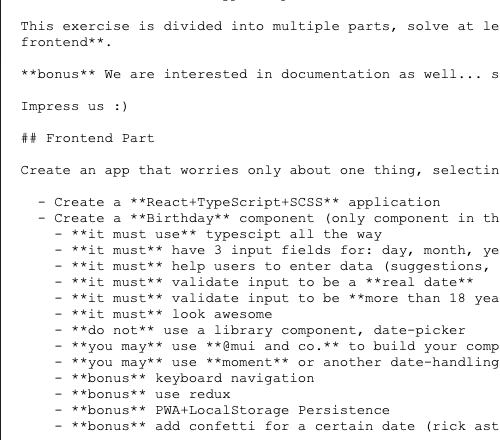 This exercise is divided into multiple parts, solve at le
frontend**.
**bonus** We are interested in documentation as well... s
Impress us :)
## Frontend Part
Create an app that worries only about one thing, selectin
- Create a **React+TypeScript+SCSS** application
- Create a **Birthday** component (only component in th
- **it must use** typescipt all the way
- **it must** have 3 input fields for: day, month, ye
- **it must** help users to enter data (suggestions,
- **it must** validate input to be a **real date**
- **it must** validate input to be **more than 18 yea
- **it must** look awesome
- **do not** use a library component, date-picker
- **you may** use **@mui and co.** to build your comp
- **you may** use **moment** or another date-handling
- **bonus** keyboard navigation
- **bonus** use redux
- **bonus** PWA+LocalStorage Persistence
- **bonus** add confetti for a certain date (rick ast